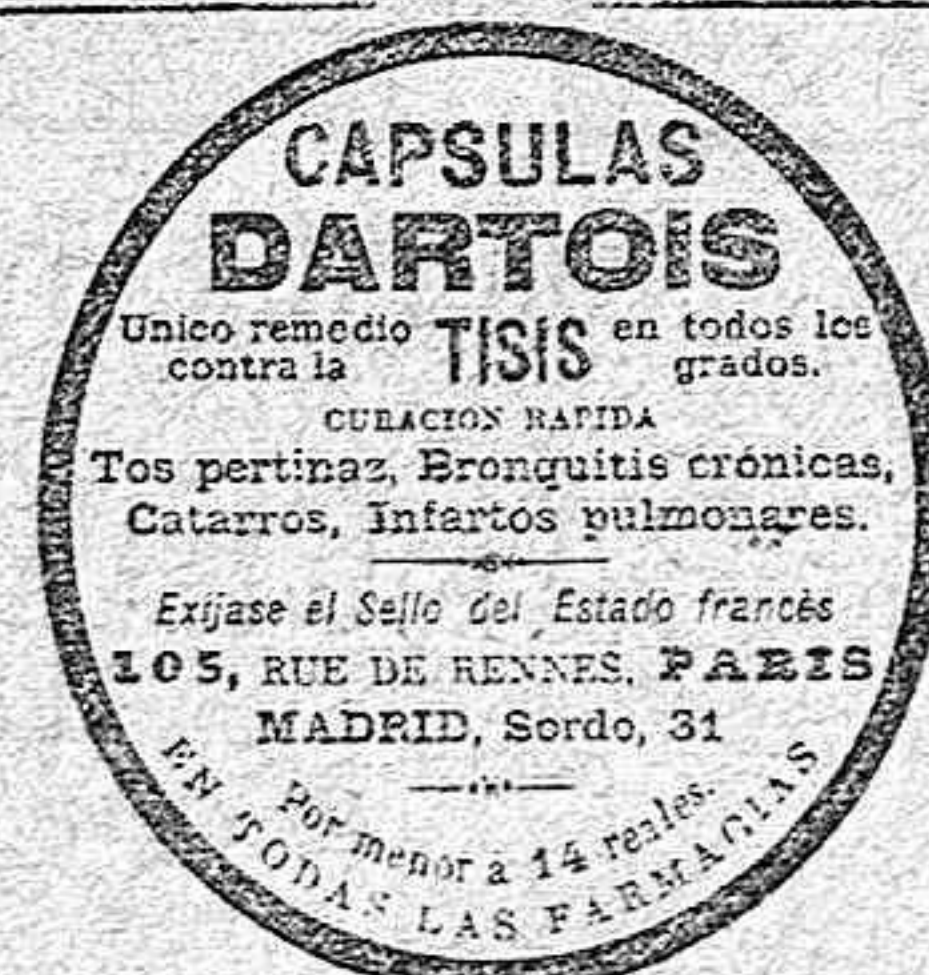 CAPSULAS
DARTOIS
Unico remedio contra la TISIS en todos los grados.
CURACION RAPIDA
Tos pertinaz, Bronquitis crónicas,
Catarros, Infartos pulmonares.
Exíjase el Sello del Estado francés
105, RUE DE RENNES, PARIS
MADRID, Sordo, 31
Por menor a 14 reales.
EN TODAS LAS FARMACIAS